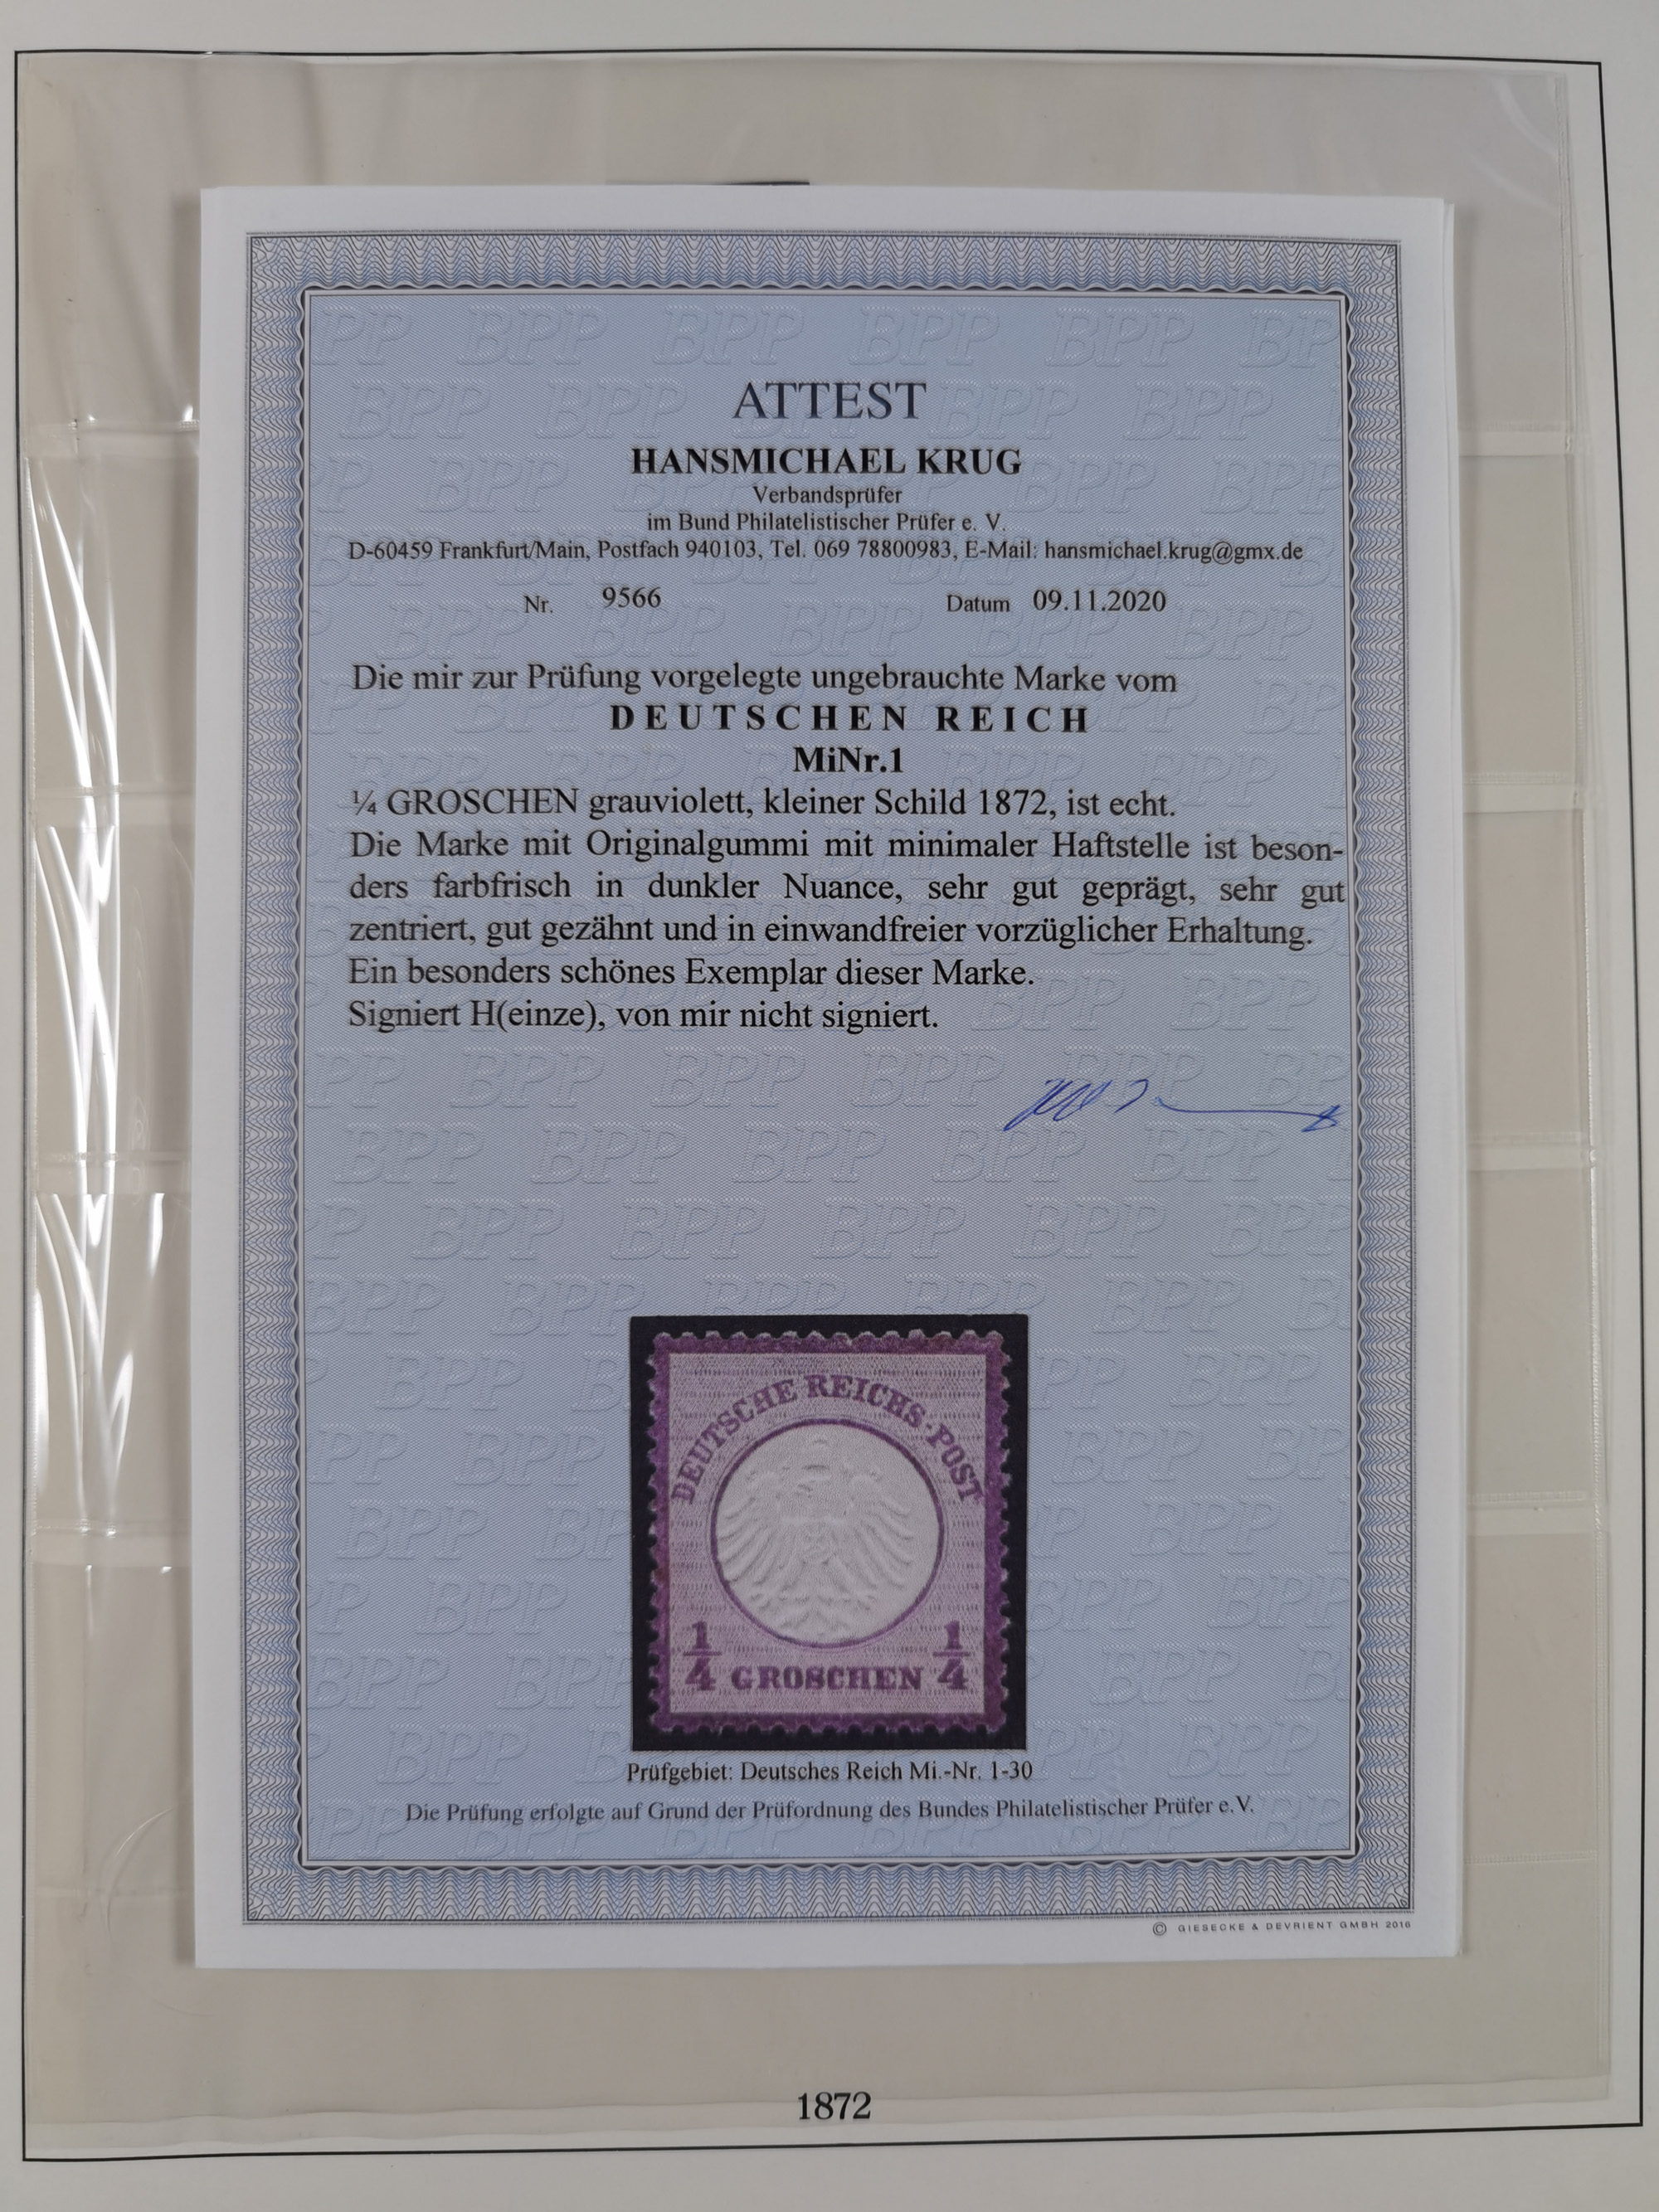 ATTEST
HANSMICHAEL KRUG
Verbandsprüfer
im Bund Philatelistischer Prüfer e. V.
D-60459 Frankfurt/Main, Postfach 940103, Tel. 069 78800983, E-Mail: hansmichael.krug@gmx.de
Nr. 9566 Datum 09.11.2020
Die mir zur Prüfung vorgelegte ungebrauchte Marke vom
DEUTSCHEN REICH
MiNr.1
¼ GROSCHEN grauviolett, kleiner Schild 1872, ist echt.
Die Marke mit Originalgummi mit minimaler Haftstelle ist beson-
ders farbfrisch in dunkler Nuance, sehr gut geprägt, sehr gut
zentriert, gut gezähnt und in einwandfreier vorzüglicher Erhaltung.
Ein besonders schönes Exemplar dieser Marke.
Signiert H(einze), von mir nicht signiert.
DEUTSCHE REICHS-POST
1/4 GROSCHEN 1/4
Prüfgebiet: Deutsches Reich Mi.-Nr. 1-30
Die Prüfung erfolgte auf Grund der Prüfordnung des Bundes Philatelistischer Prüfer e.V.
© GIESECKE & DEVRIENT GMBH 2016
1872